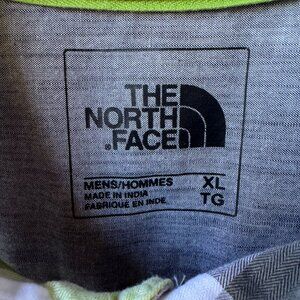 THE
NORTH
.FACE
MENS/HOMMES XL
MADE IN INDIA TG
FABRIQUÉ EN INDE